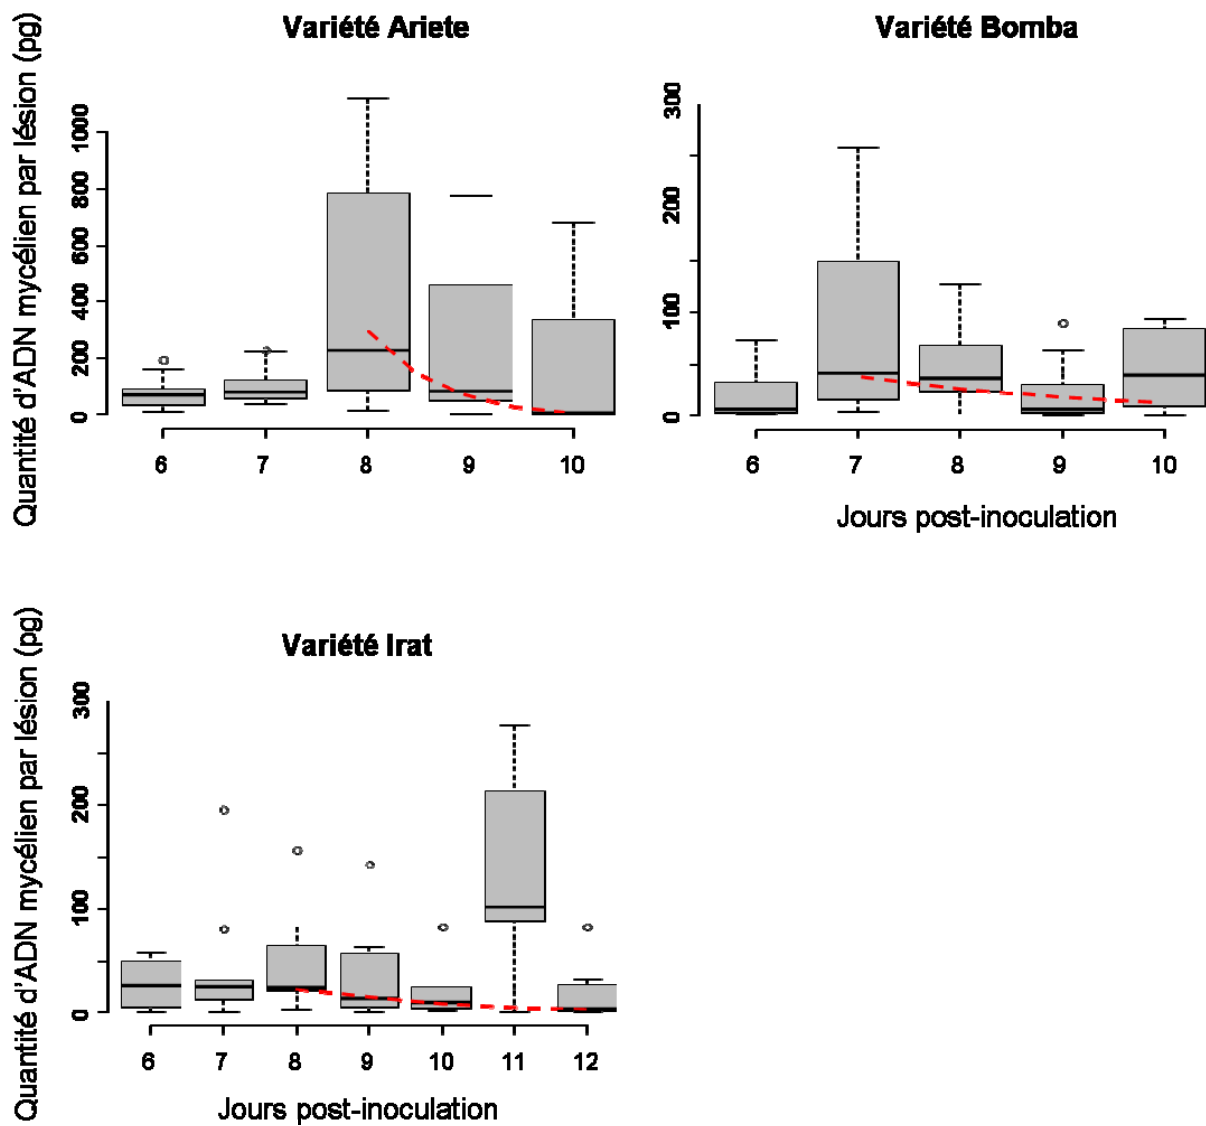 Variété Ariete
Quantité d'ADN mycélien par lésion (pg)
0 200 400 600 800 1000
6 7 8 9 10
Variété Bomba
0 100 200 300
6 7 8 9 10
Jours post-inoculation
Variété Irat
Quantité d'ADN mycélien par lésion (pg)
0 100 200 300
6 7 8 9 10 11 12
Jours post-inoculation